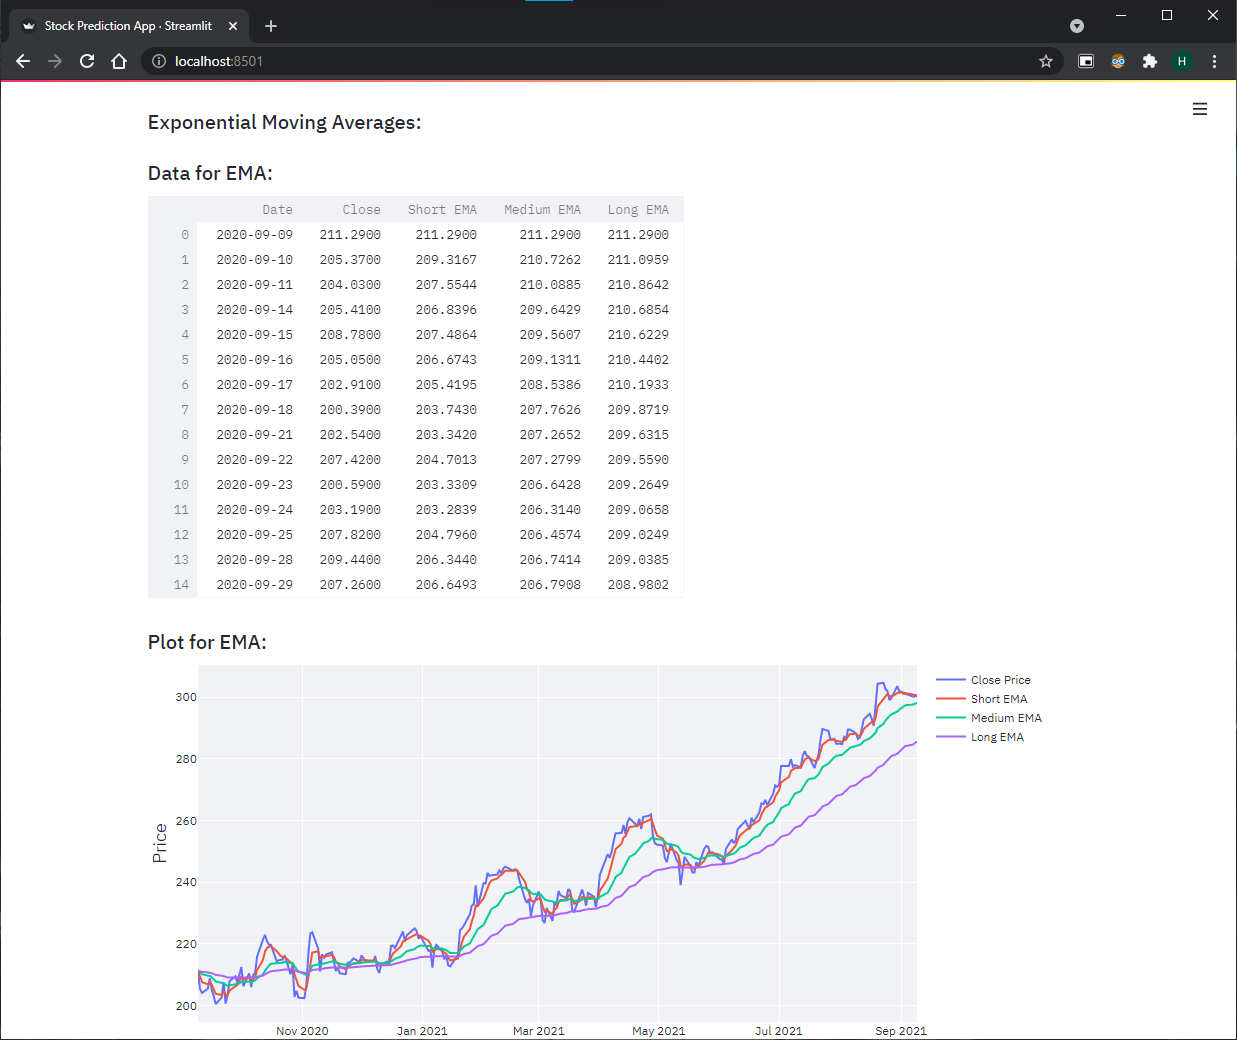 Stock Prediction App · Streamlit
localhost:8501
H
Exponential Moving Averages:
Data for EMA:
Date Close Short EMA Medium EMA Long EMA
0 2020-09-09 211.2900 211.2900 211.2900 211.2900
1 2020-09-10 205.3700 209.3167 210.7262 211.0959
2 2020-09-11 204.0300 207.5544 210.0885 210.8642
3 2020-09-14 205.4100 206.8396 209.6429 210.6854
4 2020-09-15 208.7800 207.4864 209.5607 210.6229
5 2020-09-16 205.0500 206.6743 209.1311 210.4402
6 2020-09-17 202.9100 205.4195 208.5386 210.1933
7 2020-09-18 200.3900 203.7430 207.7626 209.8719
8 2020-09-21 202.5400 203.3420 207.2652 209.6315
9 2020-09-22 207.4200 204.7013 207.2799 209.5590
10 2020-09-23 200.5900 203.3309 206.6428 209.2649
11 2020-09-24 203.1900 203.2839 206.3140 209.0658
12 2020-09-25 207.8200 204.7960 206.4574 209.0249
13 2020-09-28 209.4400 206.3440 206.7414 209.0385
14 2020-09-29 207.2600 206.6493 206.7908 208.9802
Plot for EMA:
Close Price
Short EMA
Medium EMA
Long EMA
300
280
260
240
220
200
Price
Nov 2020 Jan 2021 Mar 2021 May 2021 Jul 2021 Sep 2021